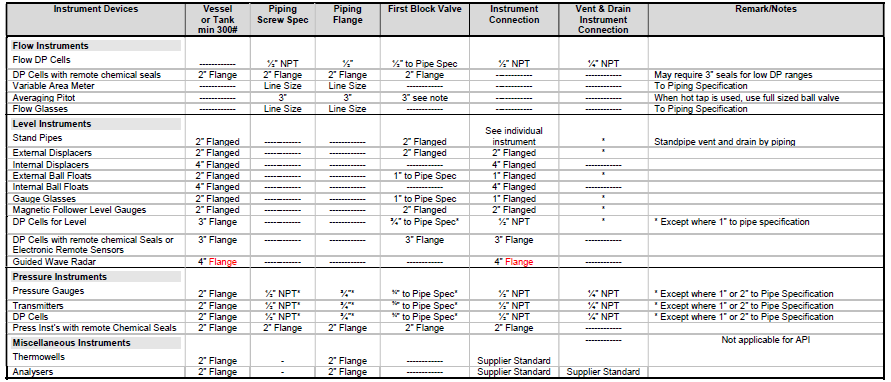 Instrument Devices Vessel or Tank min 300# Piping Screw Spec Piping Flange First Block Valve Instrument Connection Vent & Drain Instrument Connection Remark/Notes
Flow Instruments
Flow DP Cells ------------ ½" NPT ½" ½" to Pipe Spec ½" NPT ¼" NPT
DP Cells with remote chemical seals 2" Flange 2" Flange 2" Flange 2" Flange ------------ ------------ May require 3" seals for low DP ranges
Variable Area Meter ------------ Line Size Line Size ------------ ------------ ------------ To Piping Specification
Averaging Pitot ------------ 3" 3" 3" see note ------------ ------------ When hot tap is used, use full sized ball valve
Flow Glasses ------------ Line Size Line Size ------------ ------------ To Piping Specification
Level Instruments
Stand Pipes 2" Flanged ------------ ------------ 2" Flanged See individual instrument * Standpipe vent and drain by piping
External Displacers 2" Flanged ------------ ------------ 2" Flanged 2" Flanged *
Internal Displacers 4" Flanged ------------ ------------ ------------ 4" Flanged ------------
External Ball Floats 2" Flanged ------------ ------------ 1" to Pipe Spec 1" Flanged *
Internal Ball Floats 4" Flanged ------------ ------------ ------------ 4" Flanged ------------
Gauge Glasses 2" Flanged ------------ ------------ 1" to Pipe Spec 1" Flanged *
Magnetic Follower Level Gauges 2" Flanged ------------ ------------ 2" Flanged 2" Flanged *
DP Cells for Level 3" Flange ------------ ------------ ¾" to Pipe Spec* ½" NPT ------------ * Except where 1" to pipe specification
DP Cells with remote chemical Seals or Electronic Remote Sensors 3" Flange ------------ ------------ 3" Flange 3" Flange ------------
Guided Wave Radar 4" Flange ------------ ------------ ------------ 4" Flange ------------
Pressure Instruments
Pressure Gauges 2" Flange ½" NPT* ¾"* ¾" to Pipe Spec* ½" NPT ¼" NPT * Except where 1" or 2" to Pipe Specification
Transmitters 2" Flange ½" NPT* ¾"* ¾" to Pipe Spec* ½" NPT ¼" NPT * Except where 1" or 2" to Pipe Specification
DP Cells 2" Flange ½" NPT* ¾"* ¾" to Pipe Spec* ½" NPT ¼" NPT * Except where 1" or 2" to Pipe Specification
Press Inst's with remote Chemical Seals 2" Flange 2" Flange 2" Flange 2" Flange 2" Flange ------------
Miscellaneous Instruments ------------ Not applicable for API
Thermowells 2" Flange - 2" Flange ------------ Supplier Standard
Analysers 2" Flange - 2" Flange ------------ Supplier Standard Supplier Standard